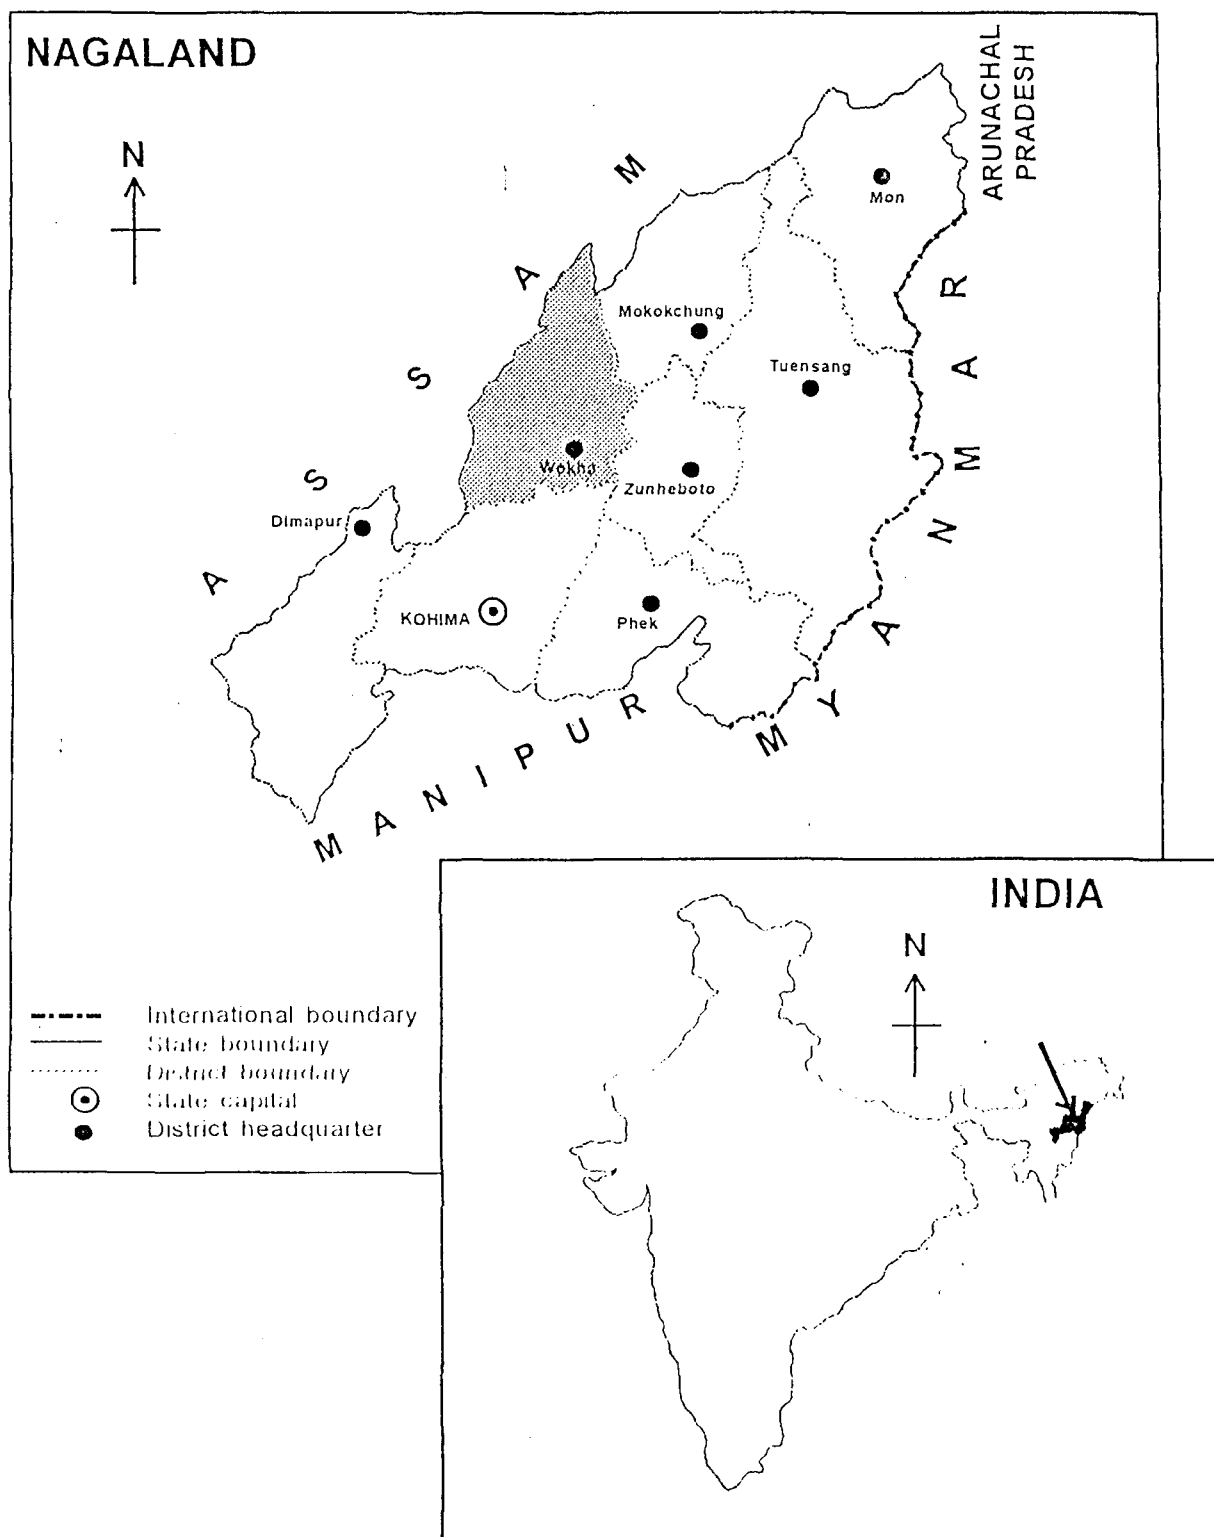 NAGALAND
ARUNACHAL
PRADESH
N
Mon
ASSAM
Mokokchung
Tuensang
Wokha
Zunheboto
Dimapur
KOHIMA
Phek
MYANMAR
MANIPUR
INDIA
N
International boundary
State boundary
District boundary
State capital
District headquarter